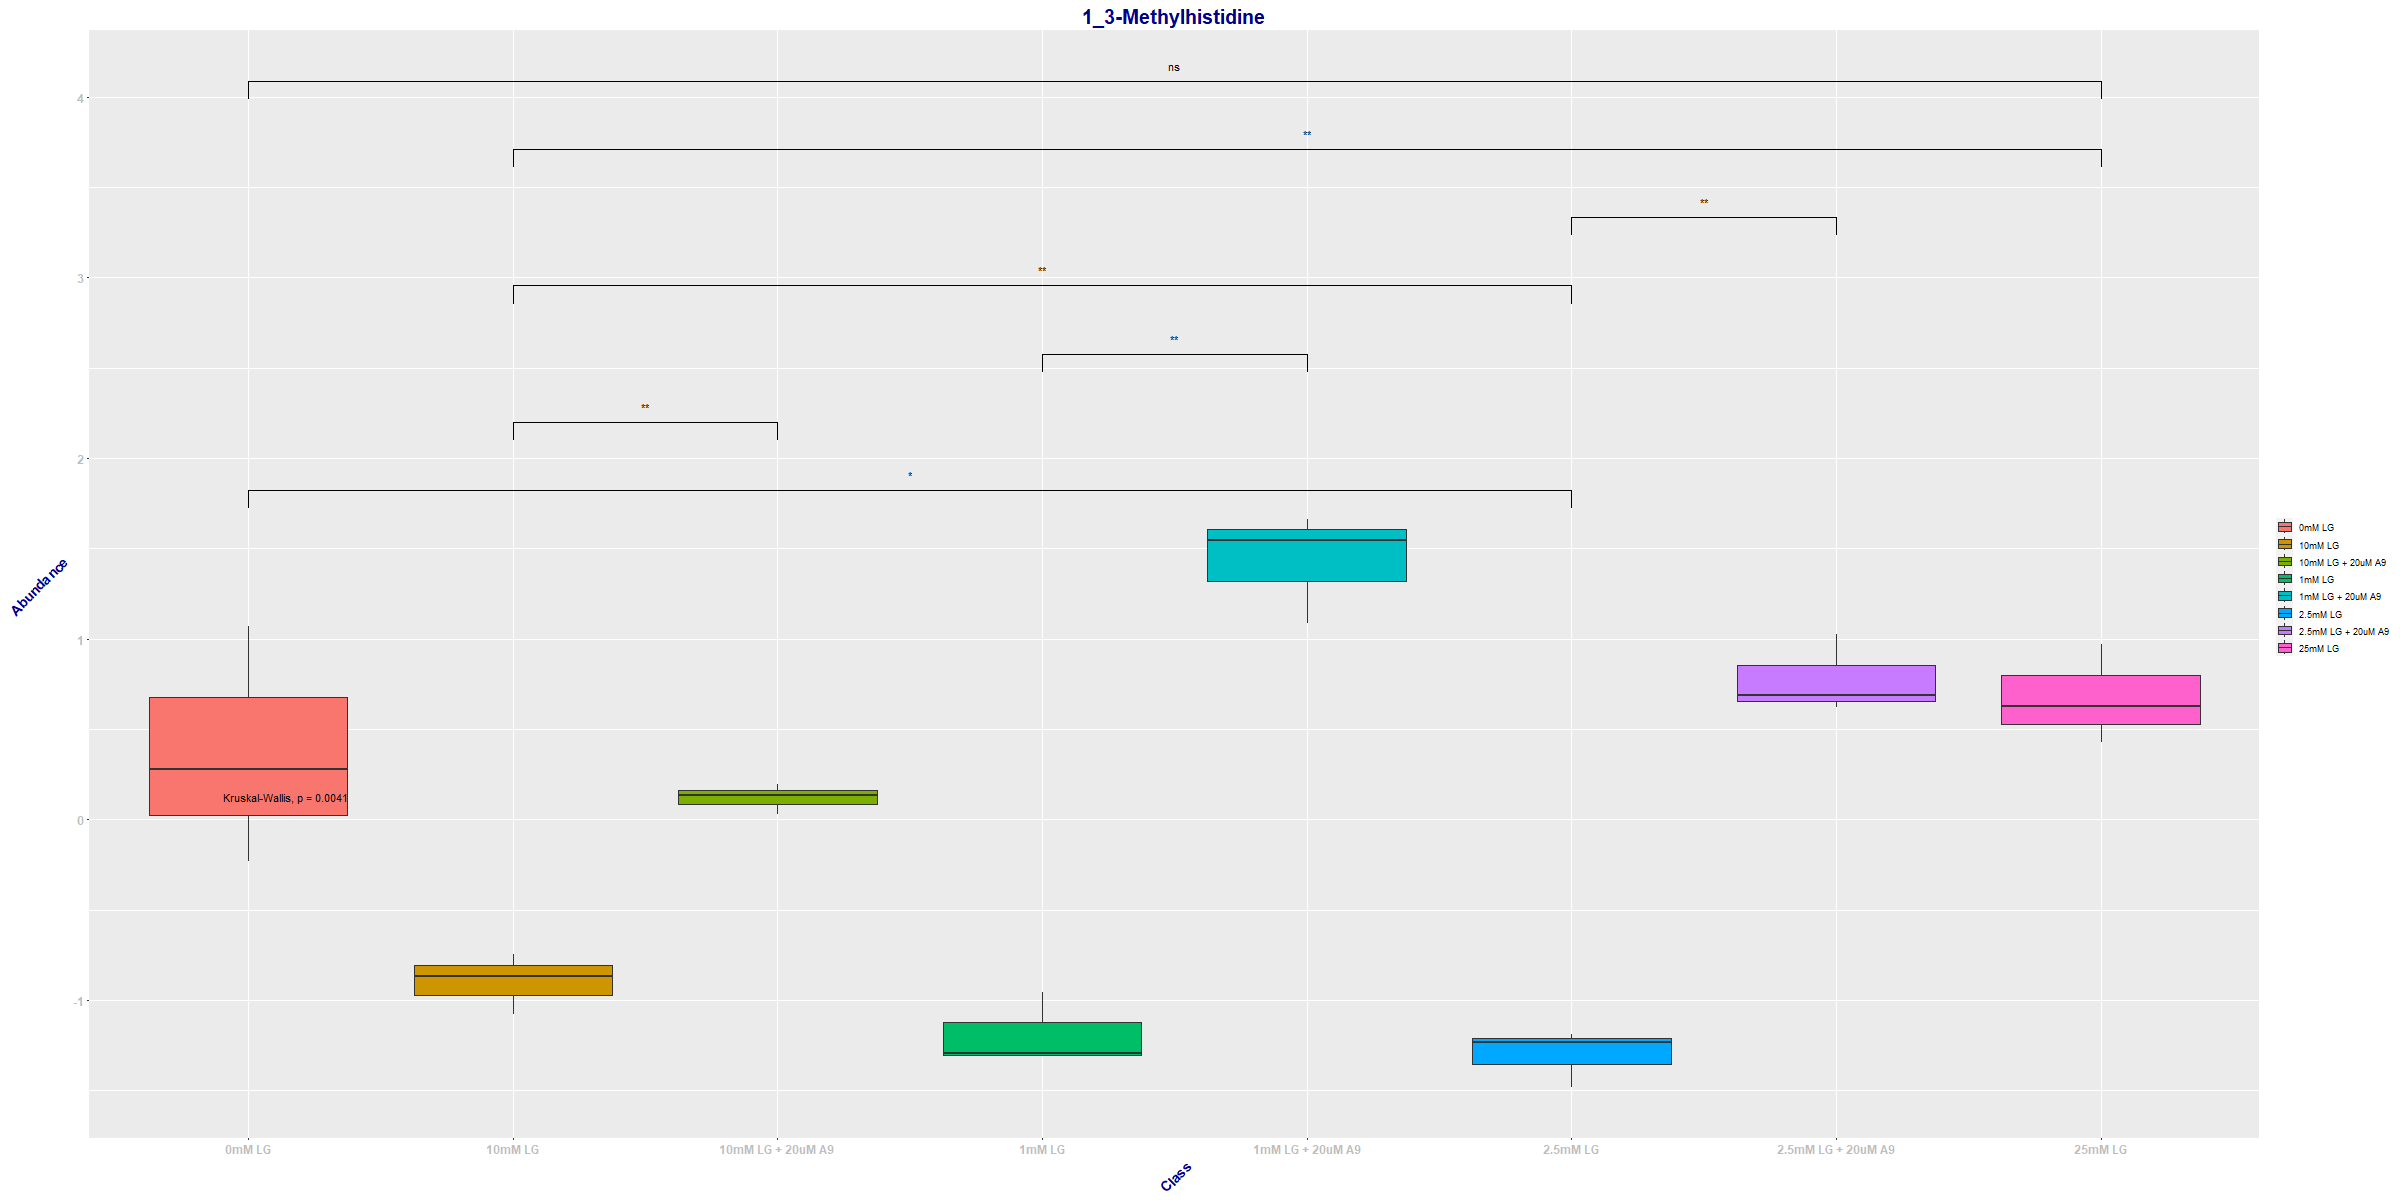 1_3-Methylhistidine
ns
**
**
**
**
**
*
4
3
2
1
0
-1
Abundance
Kruskal-Wallis, p = 0.0041
0mM LG
10mM LG
10mM LG + 20uM A9
1mM LG
1mM LG + 20uM A9
2.5mM LG
2.5mM LG + 20uM A9
25mM LG
Class
0mM LG
10mM LG
10mM LG + 20uM A9
1mM LG
1mM LG + 20uM A9
2.5mM LG
2.5mM LG + 20uM A9
25mM LG